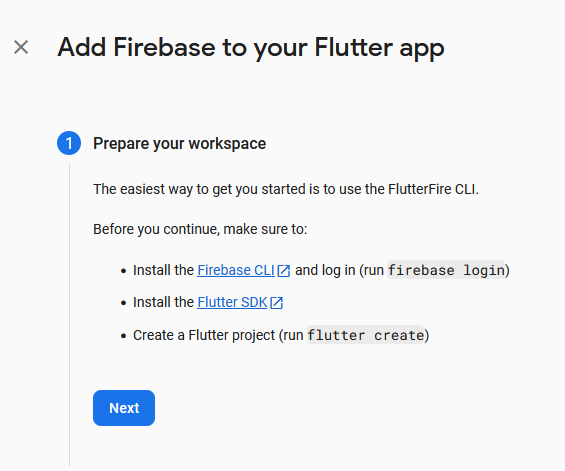 Add Firebase to your Flutter app
1 Prepare your workspace
The easiest way to get you started is to use the FlutterFire CLI.
Before you continue, make sure to:
• Install the Firebase CLI and log in (run firebase login)
• Install the Flutter SDK
• Create a Flutter project (run flutter create)
Next